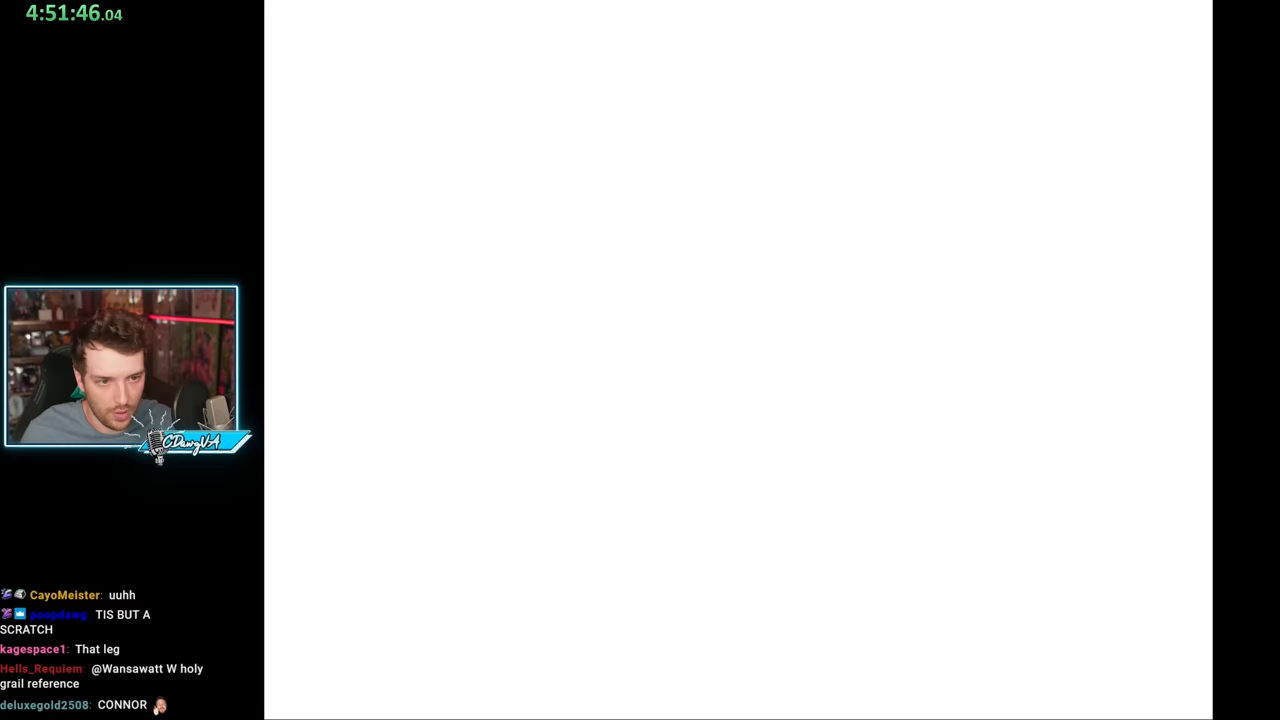 4:51:46.04
CDawgVA
CayoMeister: uuhh
poopdawg TIS BUT A
SCRATCH
kagespace1: That leg
Hells_Requiem: @Wansawatt W holy
grail reference
deluxegold2508: CONNOR